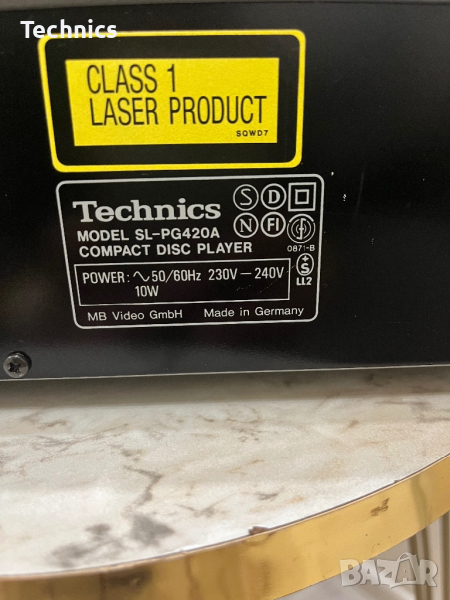 Technics
CLASS 1
LASER PRODUCT
SQWD7
Technics
MODEL SL-PG420A
COMPACT DISC PLAYER
S D
N FI
0871-B
POWER: ∿50/60Hz 230V—240V
10W
+
S
LL2
MB Video GmbH Made in Germany
BAZAR